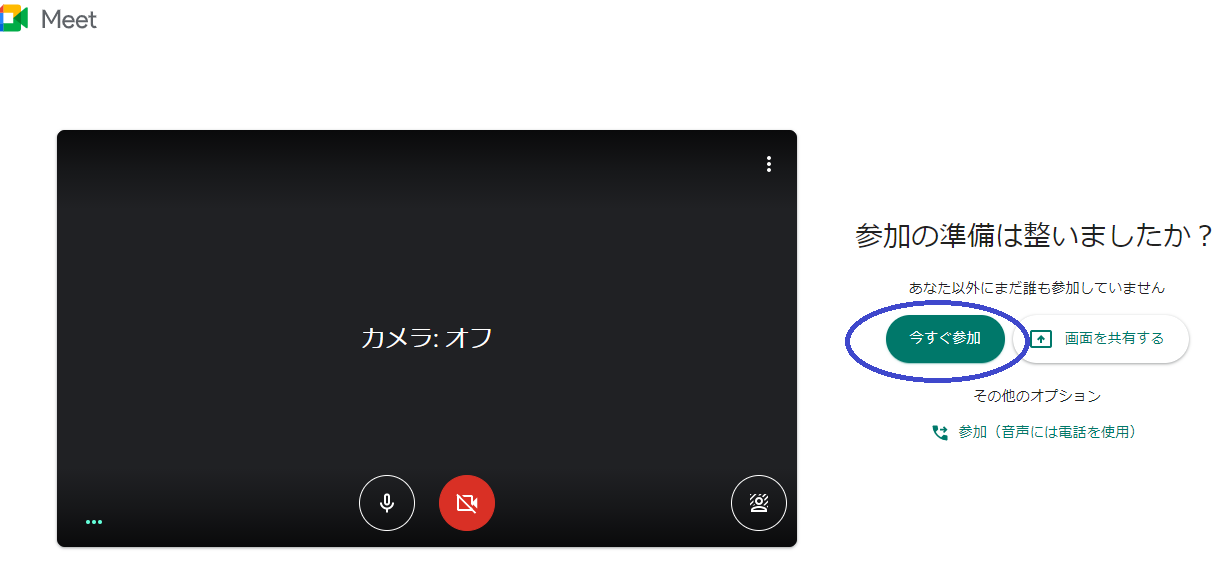 Meet
カメラ: オフ
参加の準備は整いましたか？
あなた以外にまだ誰も参加していません
今すぐ参加
画面を共有する
その他のオプション
参加（音声には電話を使用）